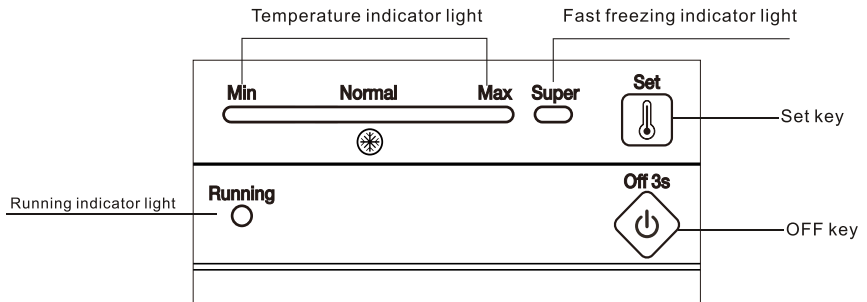 Temperature indicator light
Fast freezing indicator light
Min Normal Max Super Set
Set key
Running indicator light
Running
Off 3s
OFF key